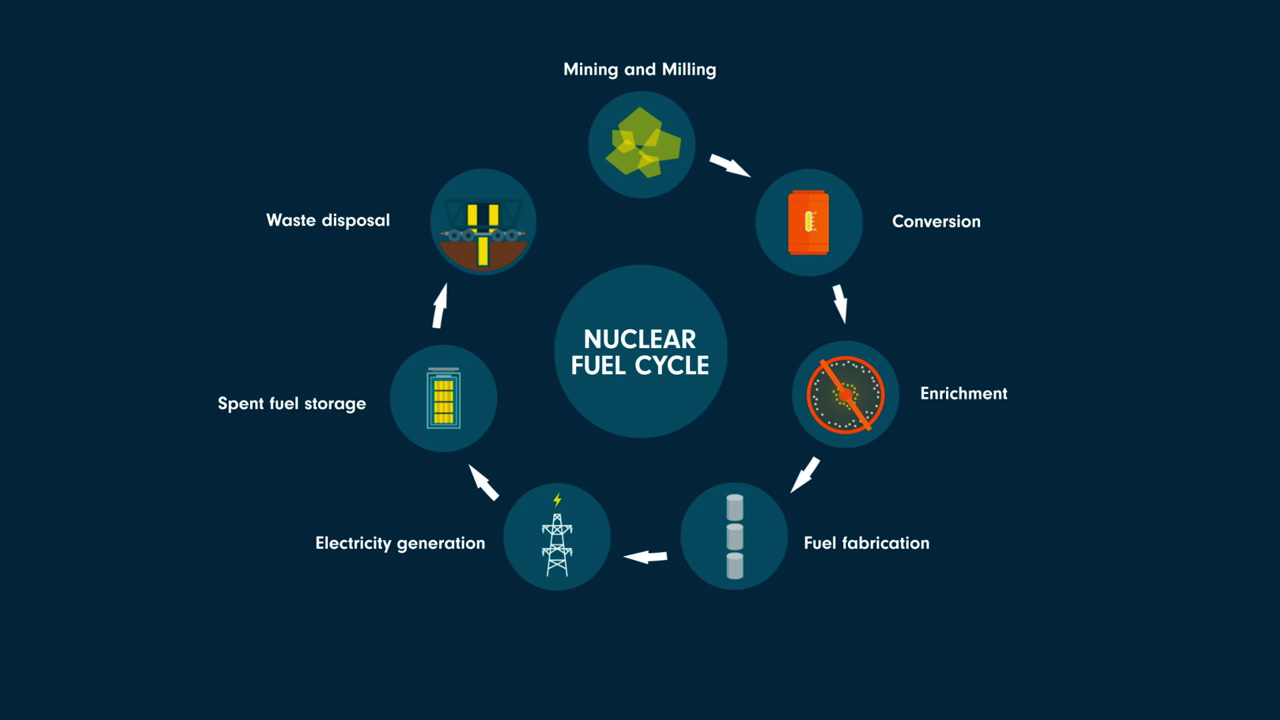 Mining and Milling
Conversion
Enrichment
Fuel fabrication
Electricity generation
Spent fuel storage
Waste disposal
NUCLEAR
FUEL CYCLE